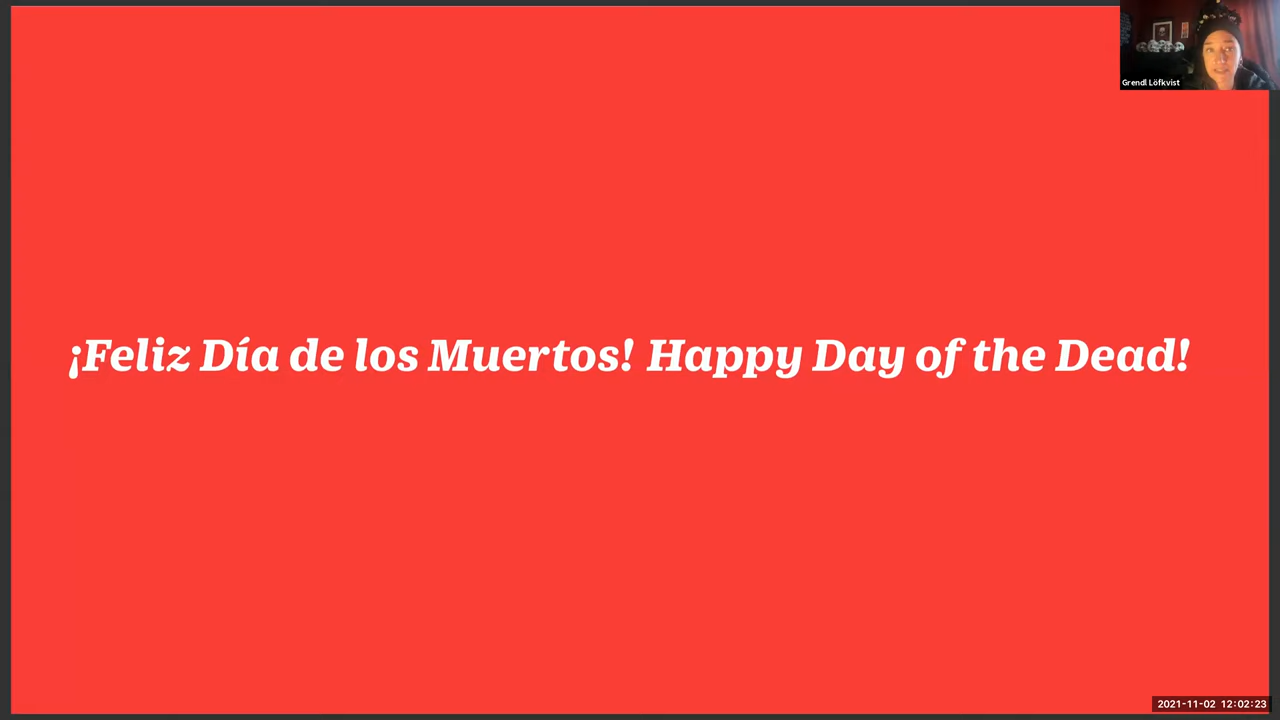 Grendl Löfkvist
¡Feliz Día de los Muertos! Happy Day of the Dead!
2021-11-02 12:02:23